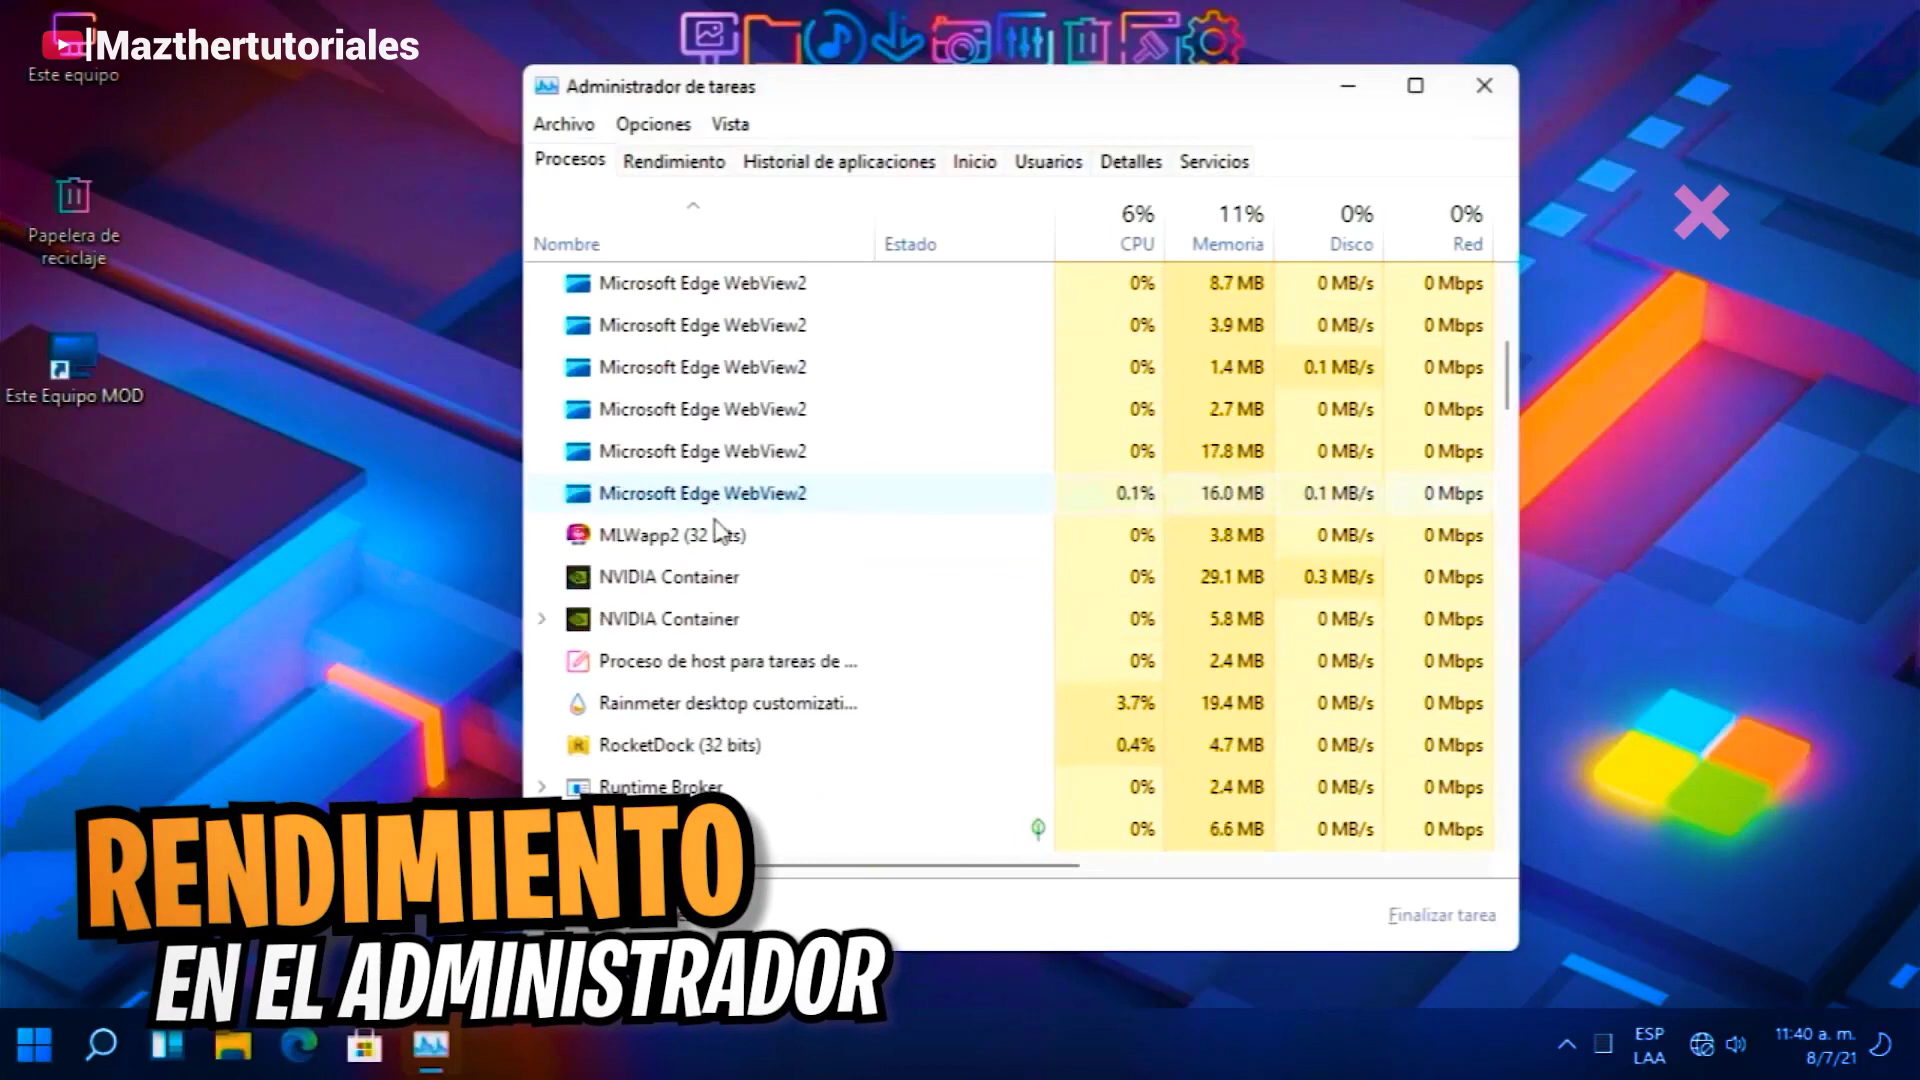 |Mazthertutoriales
Este equipo
Papelera de
reciclaje
Este Equipo MOD
Administrador de tareas
Archivo Opciones Vista
Procesos Rendimiento Historial de aplicaciones Inicio Usuarios Detalles Servicios
6% 11% 0% 0%
Nombre Estado CPU Memoria Disco Red
Microsoft Edge WebView2 0% 8.7 MB 0 MB/s 0 Mbps
Microsoft Edge WebView2 0% 3.9 MB 0 MB/s 0 Mbps
Microsoft Edge WebView2 0% 1.4 MB 0.1 MB/s 0 Mbps
Microsoft Edge WebView2 0% 2.7 MB 0 MB/s 0 Mbps
Microsoft Edge WebView2 0% 17.8 MB 0 MB/s 0 Mbps
Microsoft Edge WebView2 0.1% 16.0 MB 0.1 MB/s 0 Mbps
MLWapp2 (32 bits) 0% 3.8 MB 0 MB/s 0 Mbps
NVIDIA Container 0% 29.1 MB 0.3 MB/s 0 Mbps
NVIDIA Container 0% 5.8 MB 0 MB/s 0 Mbps
Proceso de host para tareas de ... 0% 2.4 MB 0 MB/s 0 Mbps
Rainmeter desktop customizati... 3.7% 19.4 MB 0 MB/s 0 Mbps
RocketDock (32 bits) 0.4% 4.7 MB 0 MB/s 0 Mbps
Runtime Broker 0% 2.4 MB 0 MB/s 0 Mbps
0% 6.6 MB 0 MB/s 0 Mbps
Finalizar tarea
RENDIMIENTO
EN EL ADMINISTRADOR
ESP
LAA
11:40 a. m.
8/7/21